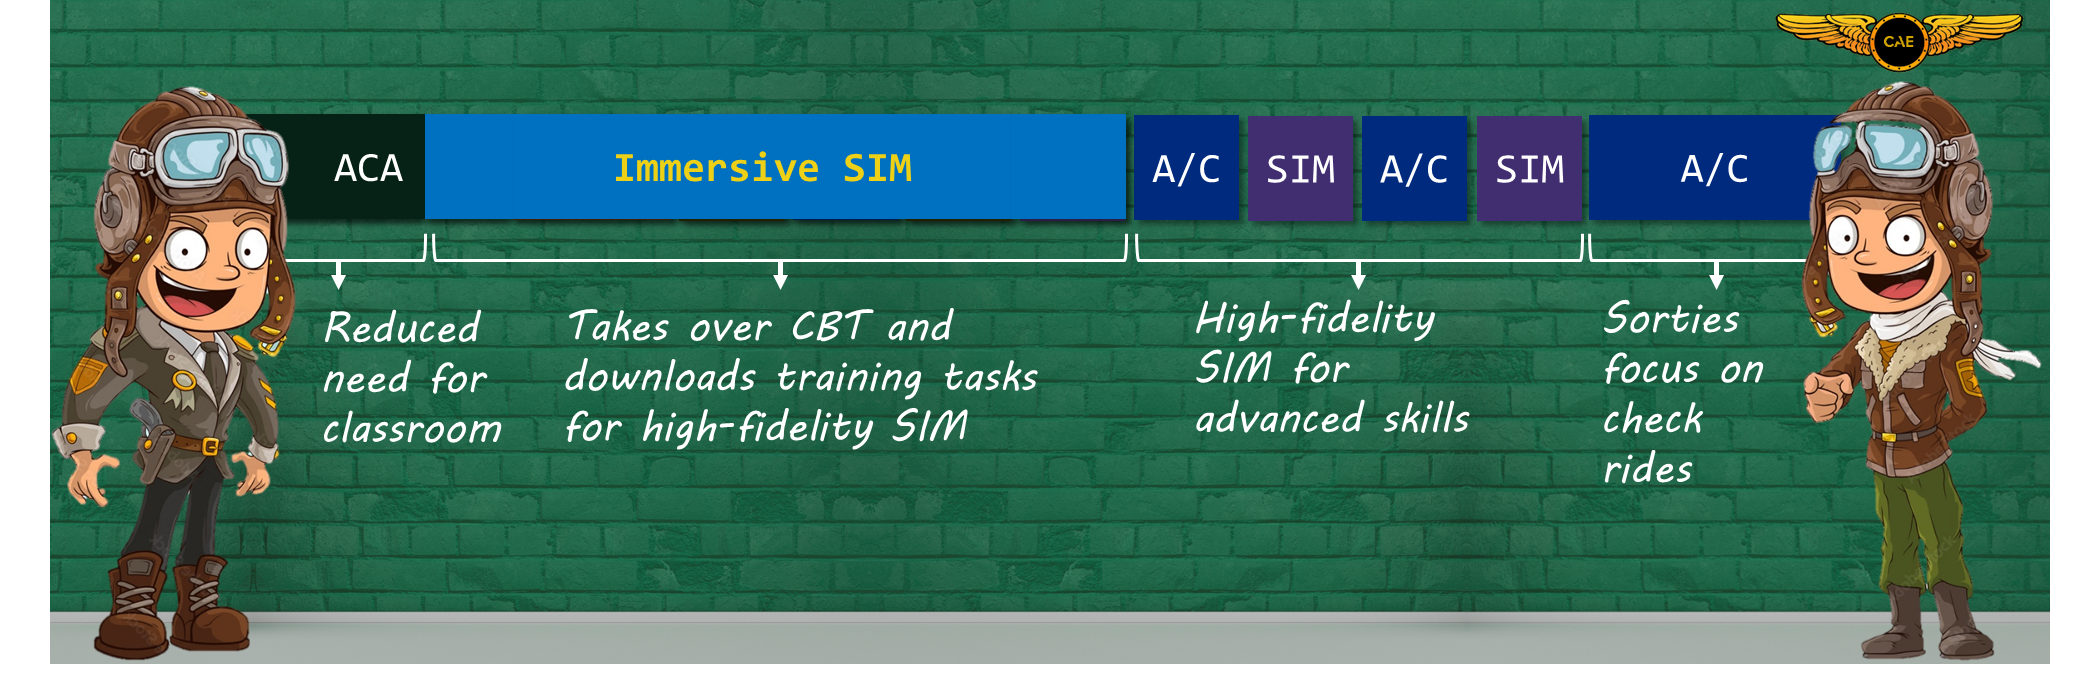 CAE
ACA
Immersive SIM
A/C
SIM
A/C
SIM
A/C
Reduced
need for
classroom
Takes over CBT and
downloads training tasks
for high-fidelity SIM
High-fidelity
SIM for
advanced skills
Sorties
focus on
check
rides